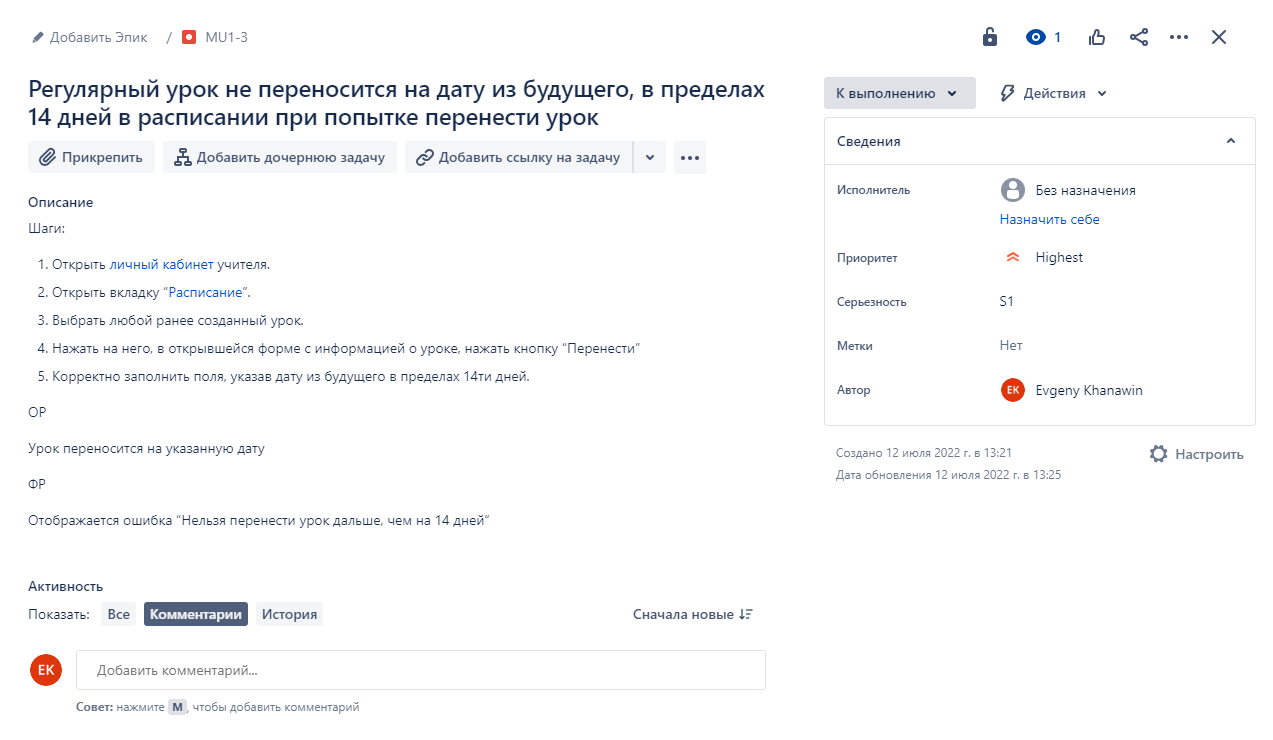 Добавить Эпик / MU1-3
1
Регулярный урок не переносится на дату из будущего, в пределах
14 дней в расписании при попытке перенести урок
Прикрепить
Добавить дочернюю задачу
Добавить ссылку на задачу
Описание
Шаги:
1. Открыть личный кабинет учителя.
2. Открыть вкладку “Расписание”.
3. Выбрать любой ранее созданный урок.
4. Нажать на него, в открывшейся форме с информацией о уроке, нажать кнопку “Перенести”
5. Корректно заполнить поля, указав дату из будущего в пределах 14ти дней.
ОР
Урок переносится на указанную дату
ФР
Отображается ошибка “Нельзя перенести урок дальше, чем на 14 дней”
Активность
Показать: Все Комментарии История
Сначала новые
EK
Добавить комментарий...
Совет: нажмите M, чтобы добавить комментарий
К выполнению
Действия
Сведения
Исполнитель
Без назначения
Назначить себе
Приоритет
Highest
Серьезность
S1
Метки
Нет
Автор
EK Evgeny Khanawin
Создано 12 июля 2022 г. в 13:21
Дата обновления 12 июля 2022 г. в 13:25
Настроить